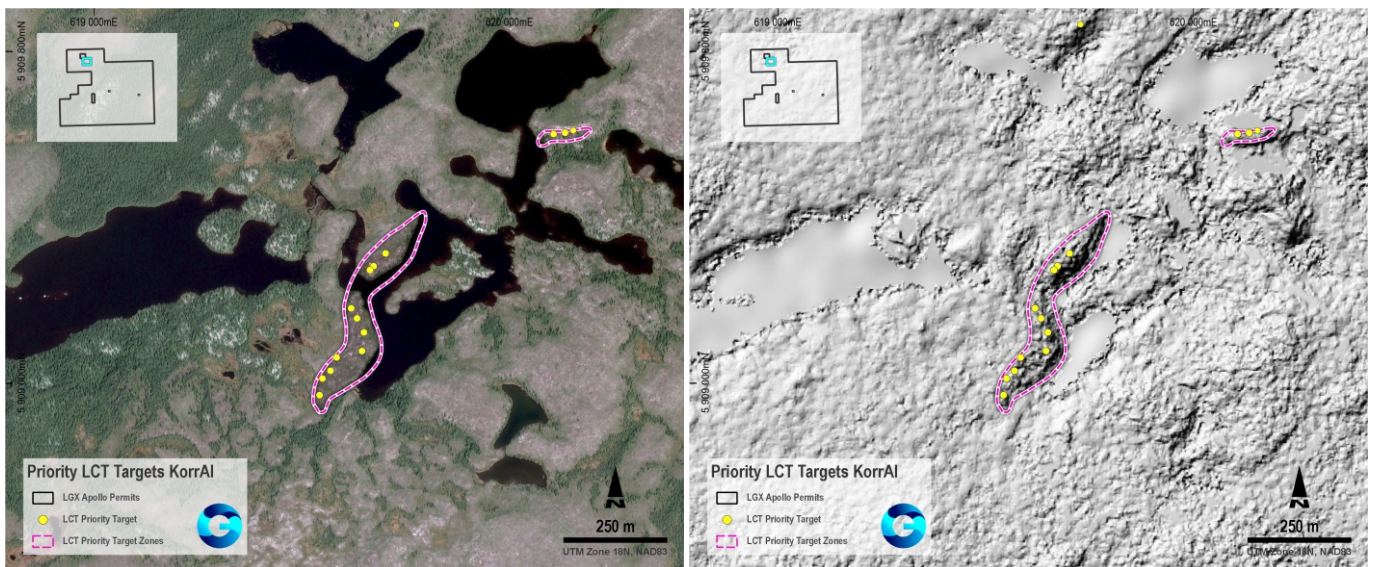 619 000mE
620 000mE
5 909 800mN
5 909 000mN
Priority LCT Targets KorrAI
LGX Apollo Permits
LCT Priority Target
LCT Priority Target Zones
G
N
250 m
UTM Zone 18N, NAD83
619 000mE
620 000mE
5 909 800mN
5 909 000mN
Priority LCT Targets KorrAI
LGX Apollo Permits
LCT Priority Target
LCT Priority Target Zones
G
N
250 m
UTM Zone 18N, NAD83